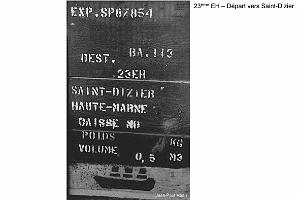 23ème EH – Départ vers Saint-Dizier
EXP.SP67854
BA.113
DEST.
23EH
SAINT-DIZIER
HAUTE-MARNE
CAISSE NO
POIDS KG
VOLUME 0,5 M3